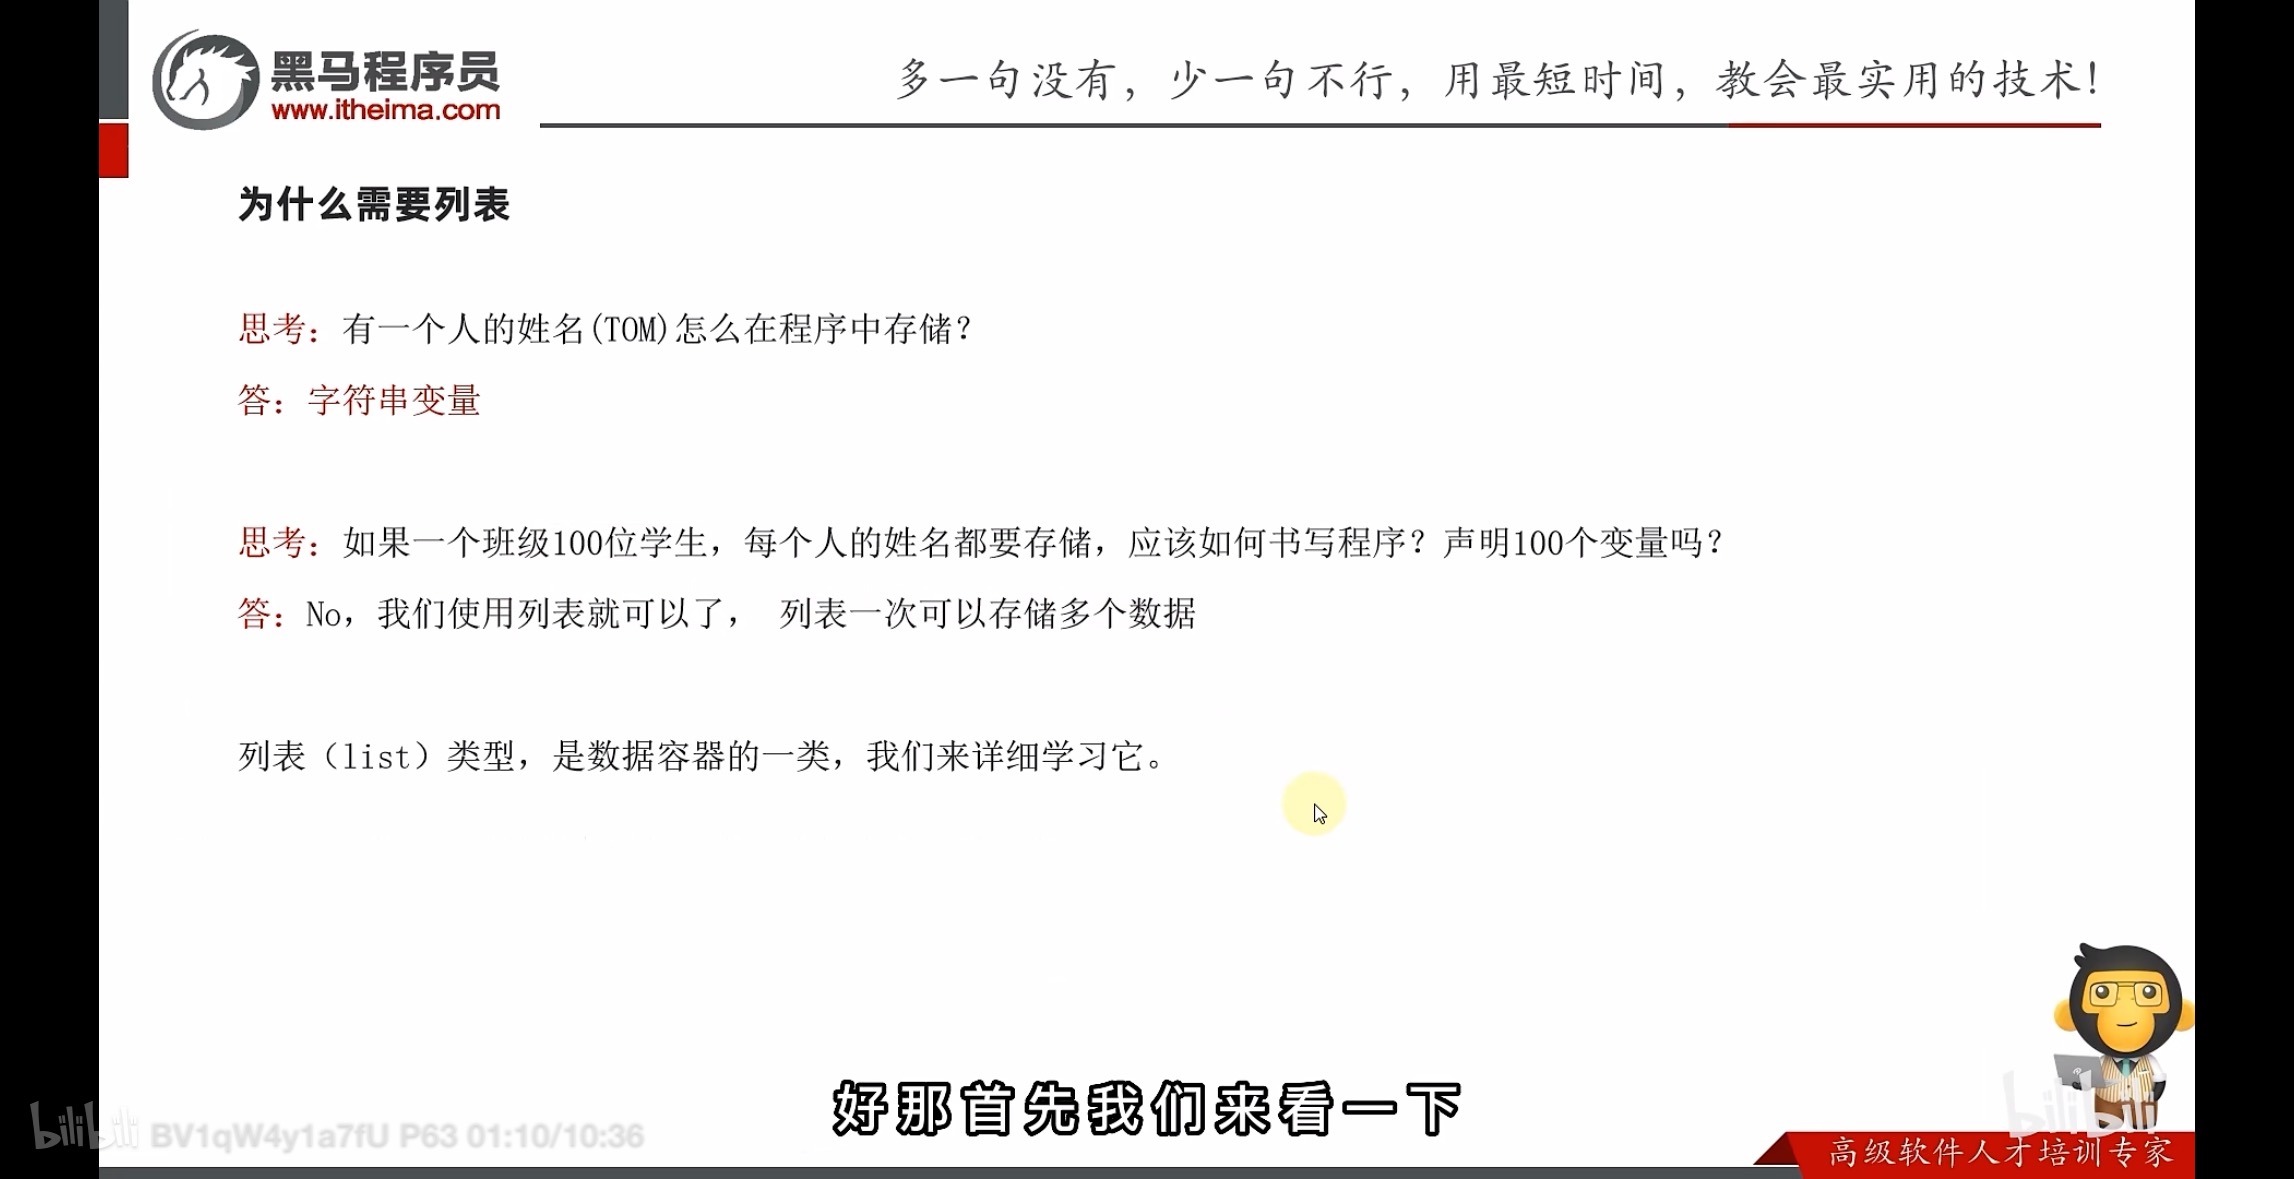 黑马程序员
www.itheima.com
多一句没有，少一句不行，用最短时间，教会最实用的技术！
为什么需要列表
思考：有一个人的姓名(TOM)怎么在程序中存储？
答：字符串变量
思考：如果一个班级100位学生，每个人的姓名都要存储，应该如何书写程序？声明100个变量吗？
答：No，我们使用列表就可以了， 列表一次可以存储多个数据
列表（list）类型，是数据容器的一类，我们来详细学习它。
好那首先我们来看一下
bilibili BV1qW4y1a7fU P63 01:10/10:36
bilibili
高级软件人才培训专家